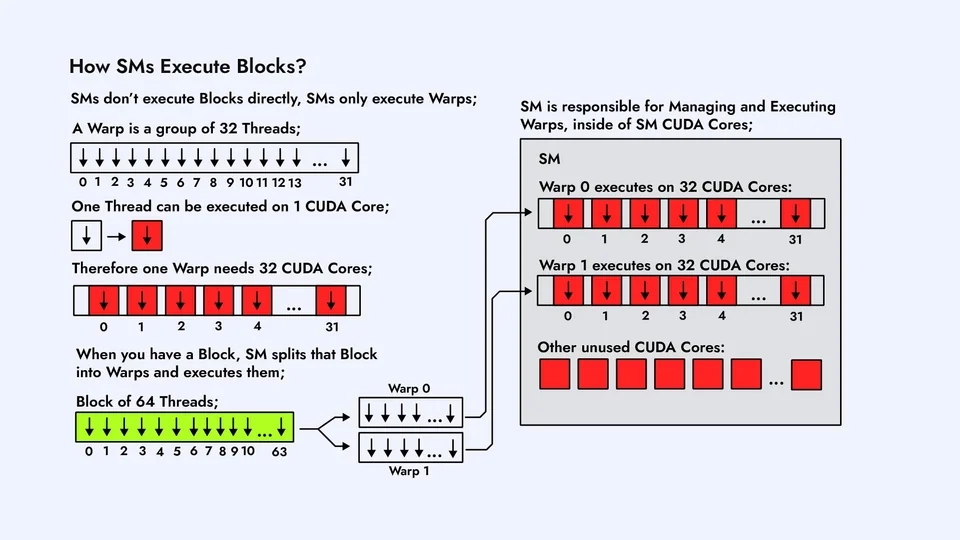 How SMs Execute Blocks?
SMs don't execute Blocks directly, SMs only execute Warps;
A Warp is a group of 32 Threads;
...
0 1 2 3 4 5 6 7 8 9 10 11 12 13 31
One Thread can be executed on 1 CUDA Core;
Therefore one Warp needs 32 CUDA Cores;
...
0 1 2 3 4 31
When you have a Block, SM splits that Block
into Warps and executes them;
Block of 64 Threads;
...
0 1 2 3 4 5 6 7 8 9 10 63
Warp 0
...
...
Warp 1
SM is responsible for Managing and Executing
Warps, inside of SM CUDA Cores;
SM
Warp 0 executes on 32 CUDA Cores:
...
0 1 2 3 4 31
Warp 1 executes on 32 CUDA Cores:
...
0 1 2 3 4 31
Other unused CUDA Cores:
...